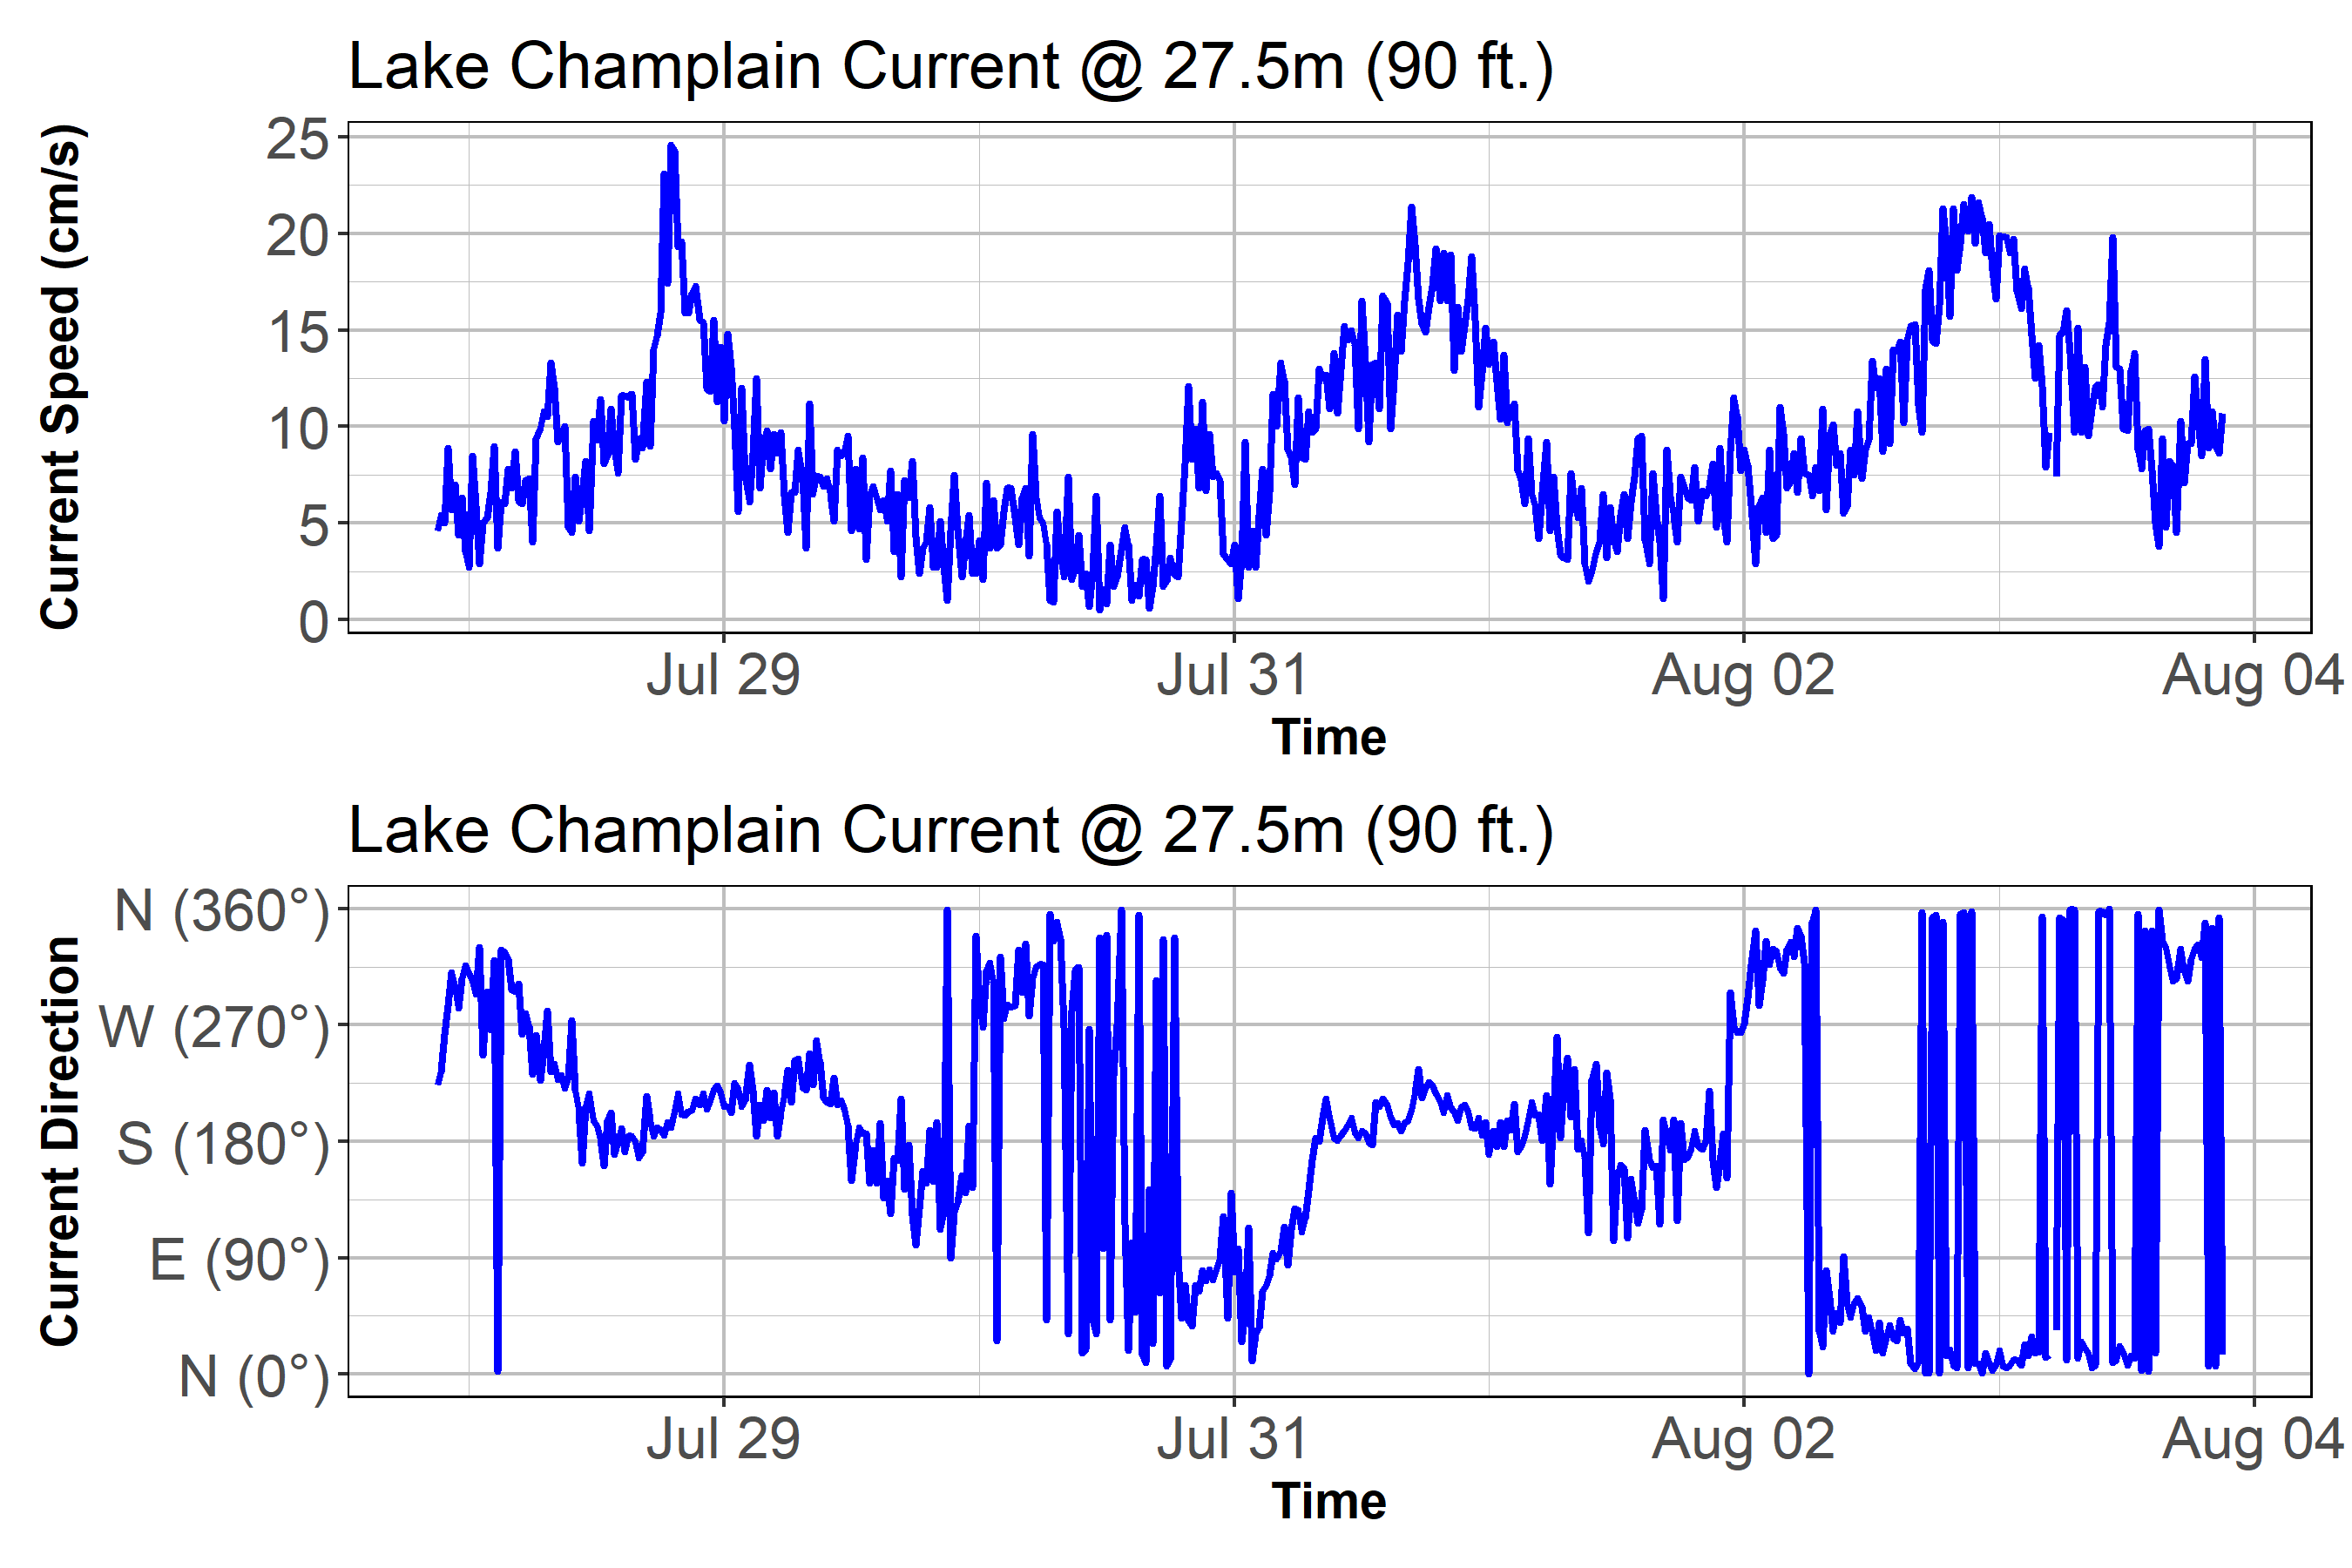 Lake Champlain Current @ 27.5m (90 ft.)
Current Speed (cm/s)
25
20
15
10
5
0
Jul 29
Jul 31
Aug 02
Aug 04
Time
Lake Champlain Current @ 27.5m (90 ft.)
Current Direction
N (360°)
W (270°)
S (180°)
E (90°)
N (0°)
Jul 29
Jul 31
Aug 02
Aug 04
Time